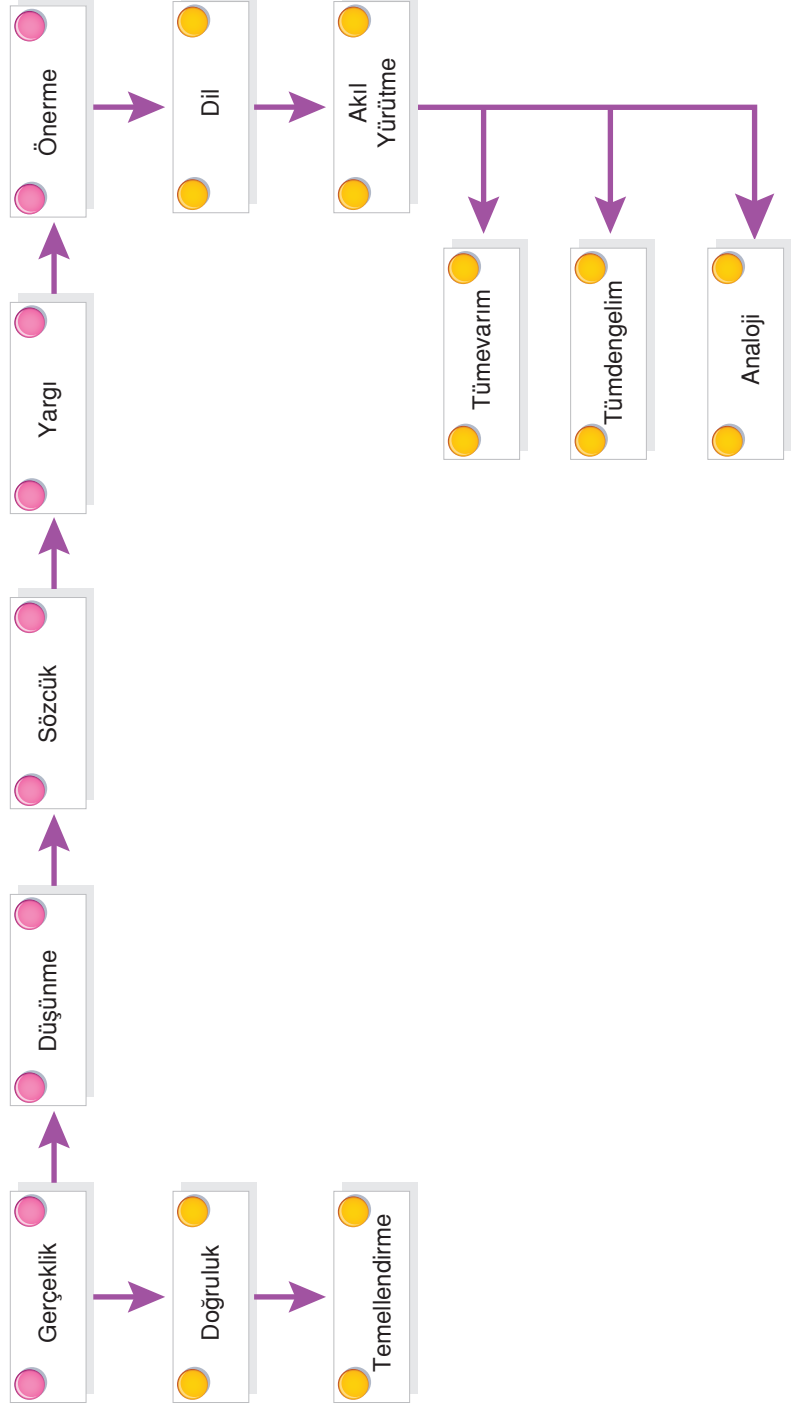 Gerçeklik
Düşünme
Sözcük
Yargı
Önerme
Doğruluk
Dil
Temellendirme
Akıl
Yürütme
Tümevarım
Tümdengelim
Analoji